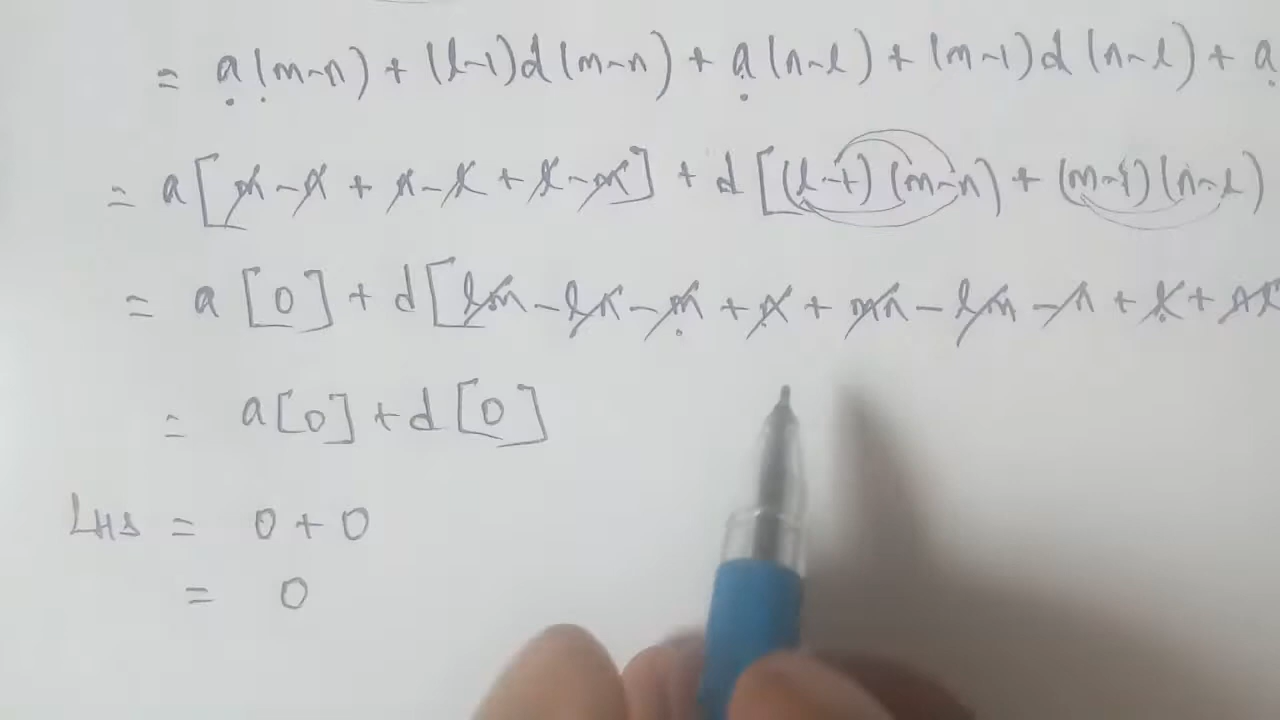 = a(m-n) + (l-1)d(m-n) + a(n-l) + (m-1)d(n-l) + a
= a[m-n + n-l + l-m] + d[(l-1)(m-n) + (m-1)(n-l)
= a[0] + d[lm - ln - m + n + mn - lm - n + l + nl
= a[0] + d[0]
LHS = 0 + 0
= 0